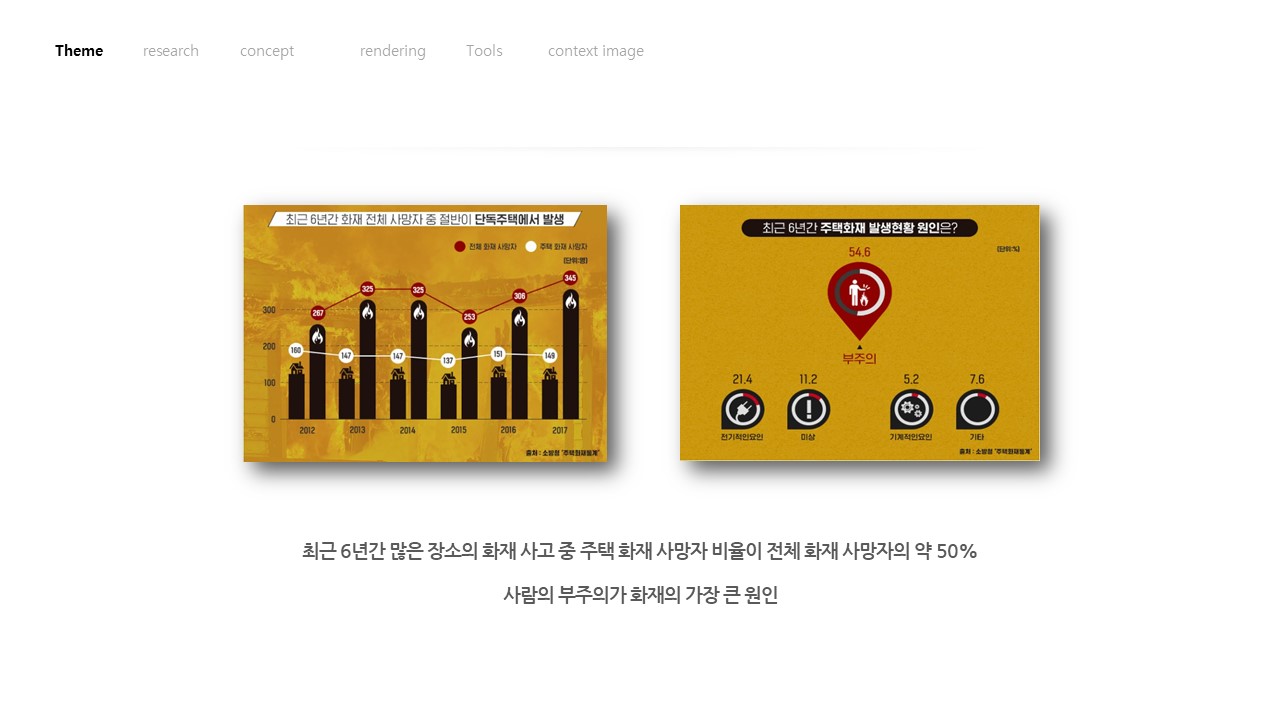 Theme research concept rendering Tools context image
최근 6년간 화재 전체 사망자 중 절반이 단독주택에서 발생
전체 화재 사망자 주택 화재 사망자
(단위:명)
345
325 325
306
267
253
300
200
160 147 147 137 151 149
100
0
2012 2013 2014 2015 2016 2017
출처 : 소방청 '주택화재통계'
최근 6년간 주택화재 발생현황 원인은?
(단위:%)
54.6
부주의
21.4 11.2 5.2 7.6
전기적인요인 미상 기계적인요인 기타
출처 : 소방청 '주택화재통계'
최근 6년간 많은 장소의 화재 사고 중 주택 화재 사망자 비율이 전체 화재 사망자의 약 50%
사람의 부주의가 화재의 가장 큰 원인